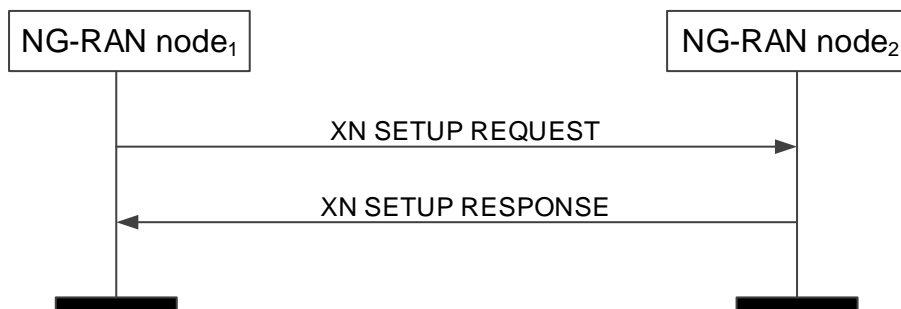 NG-RAN node₁
NG-RAN node₂
XN SETUP REQUEST
XN SETUP RESPONSE